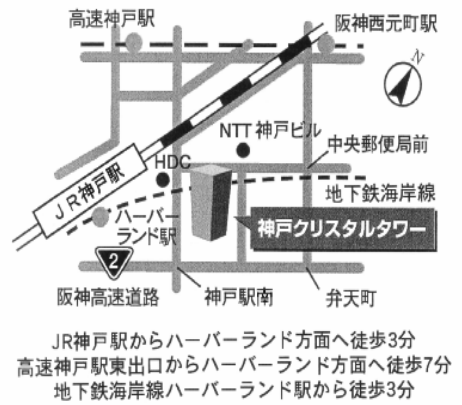 高速神戸駅
阪神西元町駅
N
NTT 神戸ビル
中央郵便局前
HDC
JR神戸駅
地下鉄海岸線
ハーバー
ランド駅
神戸クリスタルタワー
2
阪神高速道路
神戸駅南
弁天町
JR神戸駅からハーバーランド方面へ徒歩3分
高速神戸駅東出口からハーバーランド方面へ徒歩7分
地下鉄海岸線ハーバーランド駅から徒歩3分